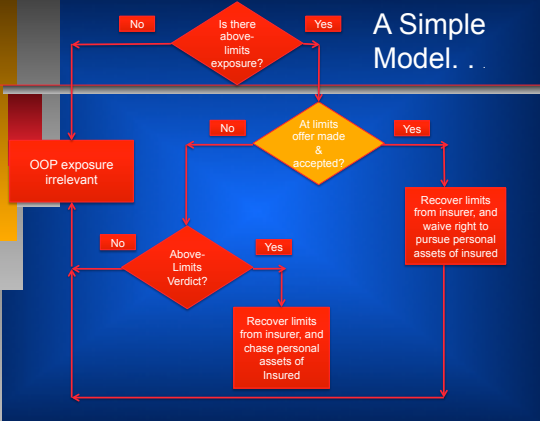 A Simple
Model. . .
No
Is there
above-
limits
exposure?
Yes
No
At limits
offer made
&
accepted?
Yes
OOP exposure
irrelevant
Recover limits
from insurer, and
waive right to
pursue personal
assets of insured
No
Above-
Limits
Verdict?
Yes
Recover limits
from insurer, and
chase personal
assets of
Insured